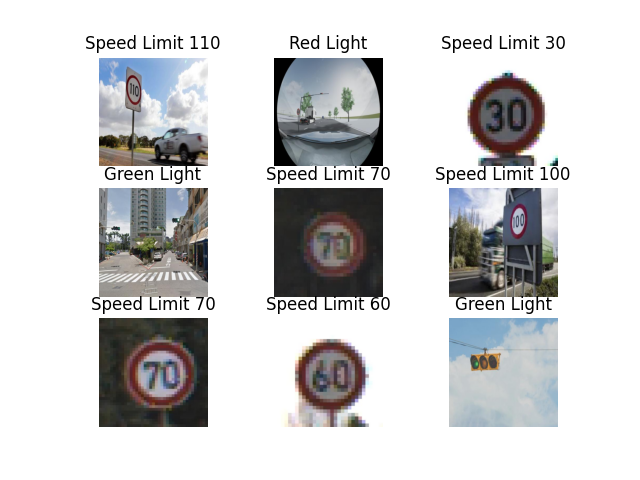 Speed Limit 110
Red Light
Speed Limit 30
110
30
Green Light
Speed Limit 70
Speed Limit 100
70
100
Speed Limit 70
Speed Limit 60
Green Light
70
60